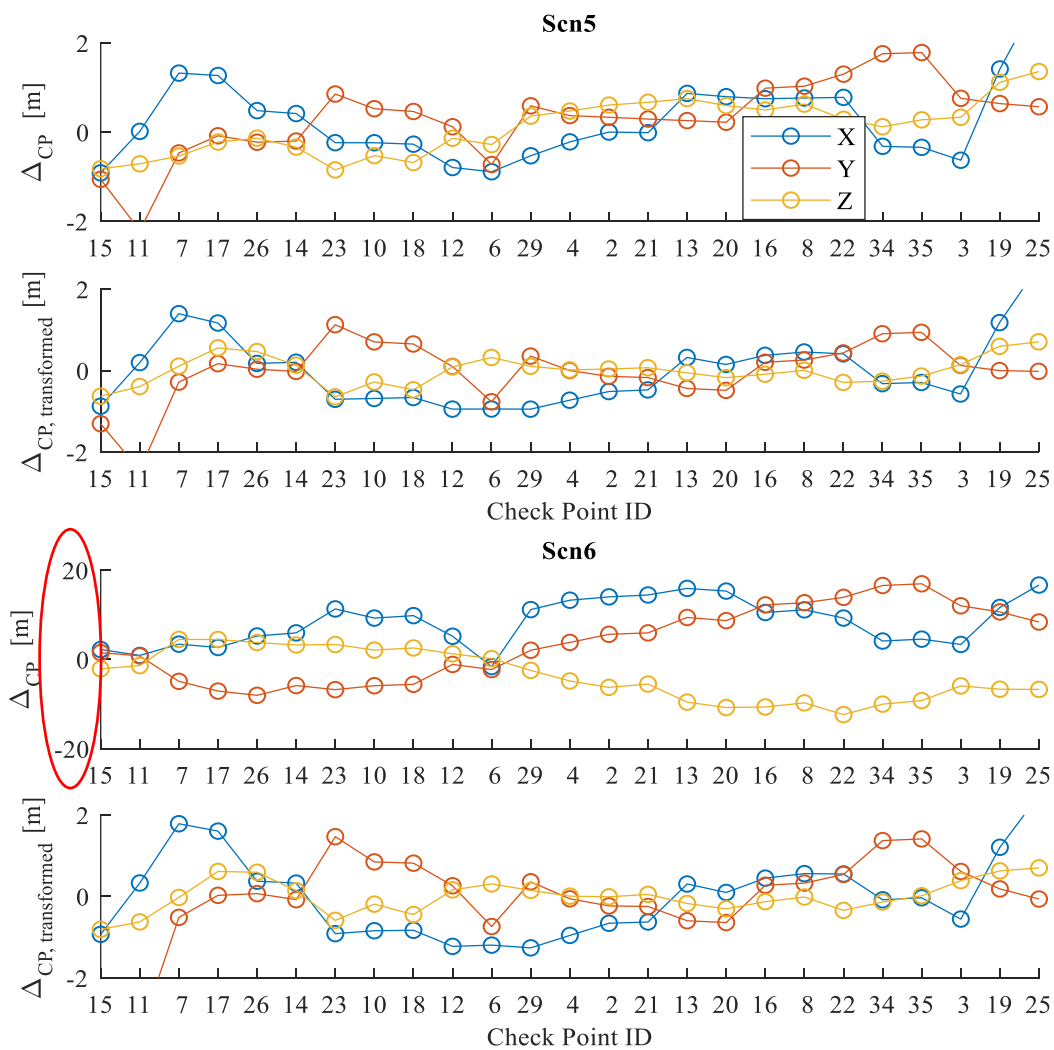 Scn5
2
0
-2
Δ_CP [m]
X
Y
Z
15 11 7 17 26 14 23 10 18 12 6 29 4 2 21 13 20 16 8 22 34 35 3 19 25
2
0
-2
Δ_CP, transformed [m]
15 11 7 17 26 14 23 10 18 12 6 29 4 2 21 13 20 16 8 22 34 35 3 19 25
Check Point ID
Scn6
20
0
-20
Δ_CP [m]
15 11 7 17 26 14 23 10 18 12 6 29 4 2 21 13 20 16 8 22 34 35 3 19 25
2
0
-2
Δ_CP, transformed [m]
15 11 7 17 26 14 23 10 18 12 6 29 4 2 21 13 20 16 8 22 34 35 3 19 25
Check Point ID